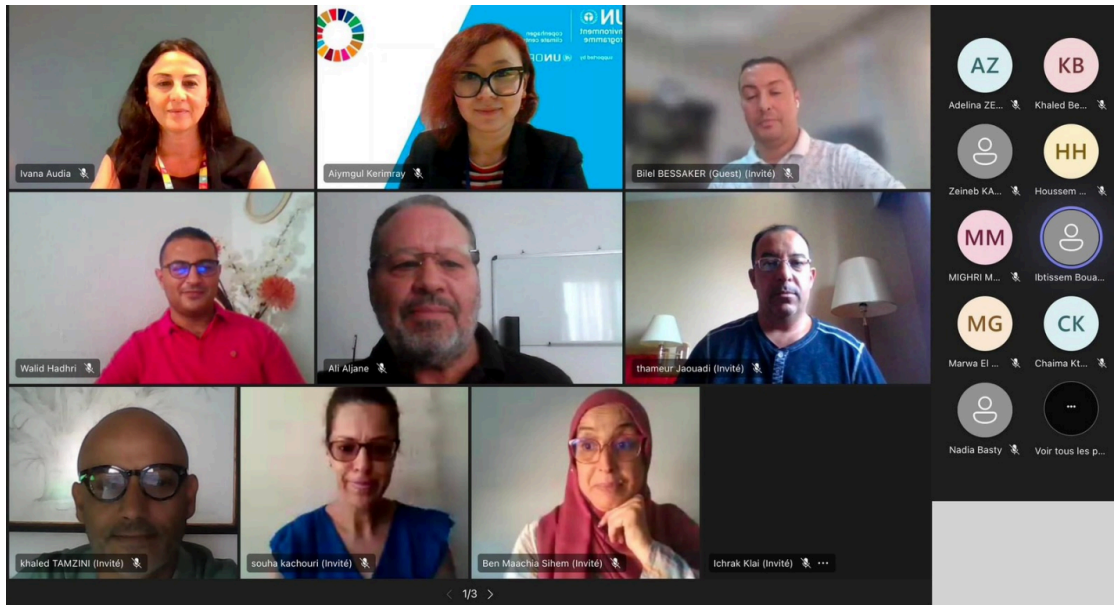 UN
environment
programme
copenhagen
climate centre
supported by
UNOPS
Ivana Audia
Aiymgul Kerimray
Bilel BESSAKER (Guest) (Invité)
Walid Hadhri
Ali Aljane
thameur Jaouadi (Invité)
khaled TAMZINI (Invité)
souha kachouri (Invité)
Ben Maachia Sihem (Invité)
Ichrak Klai (Invité)
1/3
AZ
KB
Adelina ZE...
Khaled Be...
HH
Zeineb KA...
Houssem ...
MM
MIGHRI M...
Ibtissem Boua...
MG
CK
Marwa El ...
Chaima Kt...
Nadia Basty
Voir tous les p...